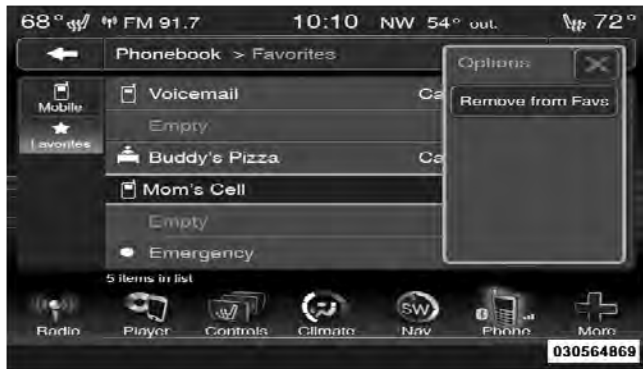 68° FM 91.7 10:10 NW 54° out. 72°
Phonebook > Favorites
Options
Mobile
Favorites
Voicemail Ca
Remove from Favs
Empty
Buddy's Pizza Ca
Mom's Cell
Empty
Emergency
5 items in list
Radio Player Controls Climate SW Nav Phone More
030564869